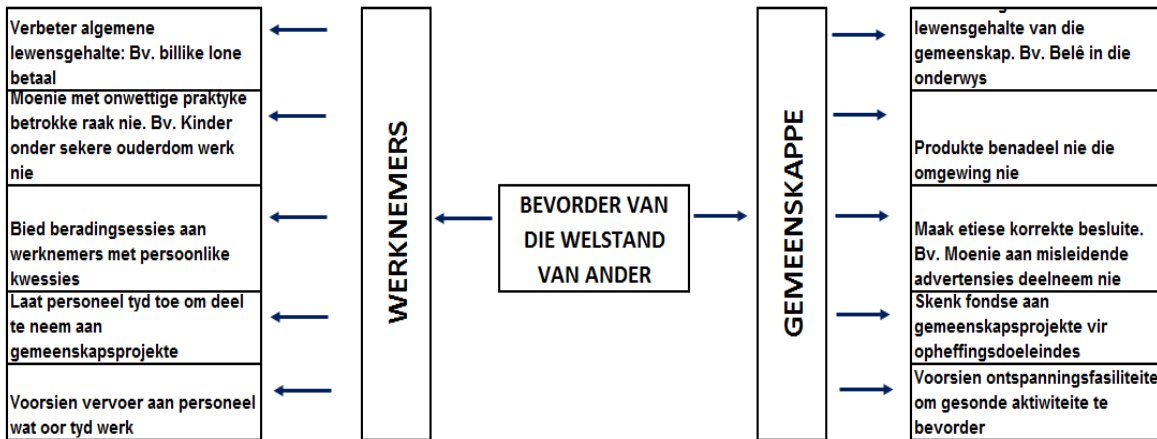 Verbeter algemene
lewensgehalte: Bv. billike lone
betaal
Moenie met onwettige praktyke
betrokke raak nie. Bv. Kinder
onder sekere ouderdom werk
nie
Bied beradingsessies aan
werknemers met persoonlike
kwessies
Laat personeel tyd toe om deel
te neem aan
gemeenskapsprojekte
Voorsien vervoer aan personeel
wat oor tyd werk
WERKNEMERS
BEVORDER VAN
DIE WELSTAND
VAN ANDER
GEMEENSKAPPE
lewensgehalte van die
gemeenskap. Bv. Belê in die
onderwys
Produkte benadeel nie die
omgewing nie
Maak etiese korrekte besluite.
Bv. Moenie aan misleidende
advertensies deelneem nie
Skenk fondse aan
gemeenskapsprojekte vir
opheffingsdoeleindes
Voorsien ontspanningsfasiliteite
om gesonde aktiwiteite te
bevorder